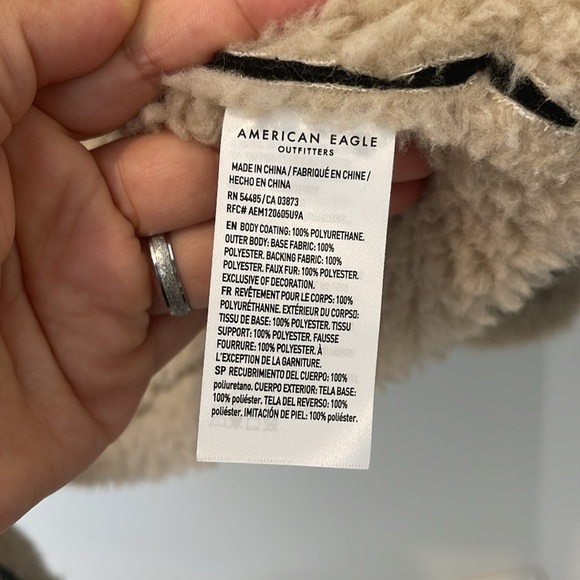 AMERICAN EAGLE
OUTFITTERS
MADE IN CHINA / FABRIQUÉ EN CHINE /
HECHO EN CHINA
RN 54485/CA 03873
RFC# AEM120605U9A
EN BODY COATING: 100% POLYURETHANE.
OUTER BODY: BASE FABRIC: 100%
POLYESTER. BACKING FABRIC: 100%
POLYESTER. FAUX FUR: 100% POLYESTER.
EXCLUSIVE OF DECORATION.
FR REVÊTEMENT POUR LE CORPS: 100%
POLYURÉTHANNE. EXTÉRIEUR DU CORPSO:
TISSU DE BASE: 100% POLYESTER. TISSU
SUPPORT: 100% POLYESTER. FAUSSE
FOURRURE: 100% POLYESTER. À
L'EXCEPTION DE LA GARNITURE.
SP RECUBRIMIENTO DEL CUERPO: 100%
poliuretano. CUERPO EXTERIOR: TELA BASE:
100% poliéster. TELA DEL REVERSO: 100%
poliéster. IMITACIÓN DE PIEL: 100% poliéster.